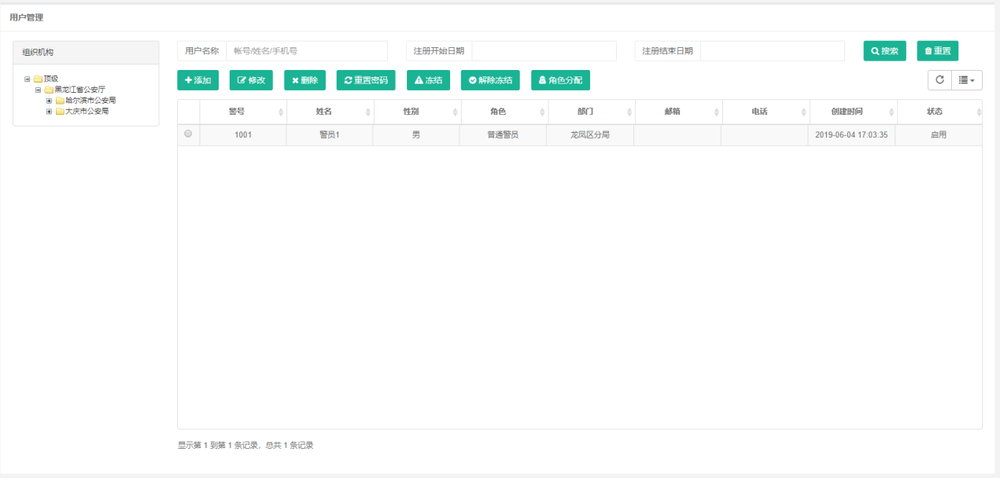 用户管理
组织机构
顶级
黑龙江省公安厅
哈尔滨市公安局
大庆市公安局
用户名称 帐号/姓名/手机号 注册开始日期 注册结束日期 搜索 重置
添加 修改 删除 重置密码 冻结 解除冻结 角色分配
警号 姓名 性别 角色 部门 邮箱 电话 创建时间 状态
1001 警员1 男 普通警员 龙凤区分局 2019-06-04 17:03:35 启用
显示第 1 到第 1 条记录，总共 1 条记录